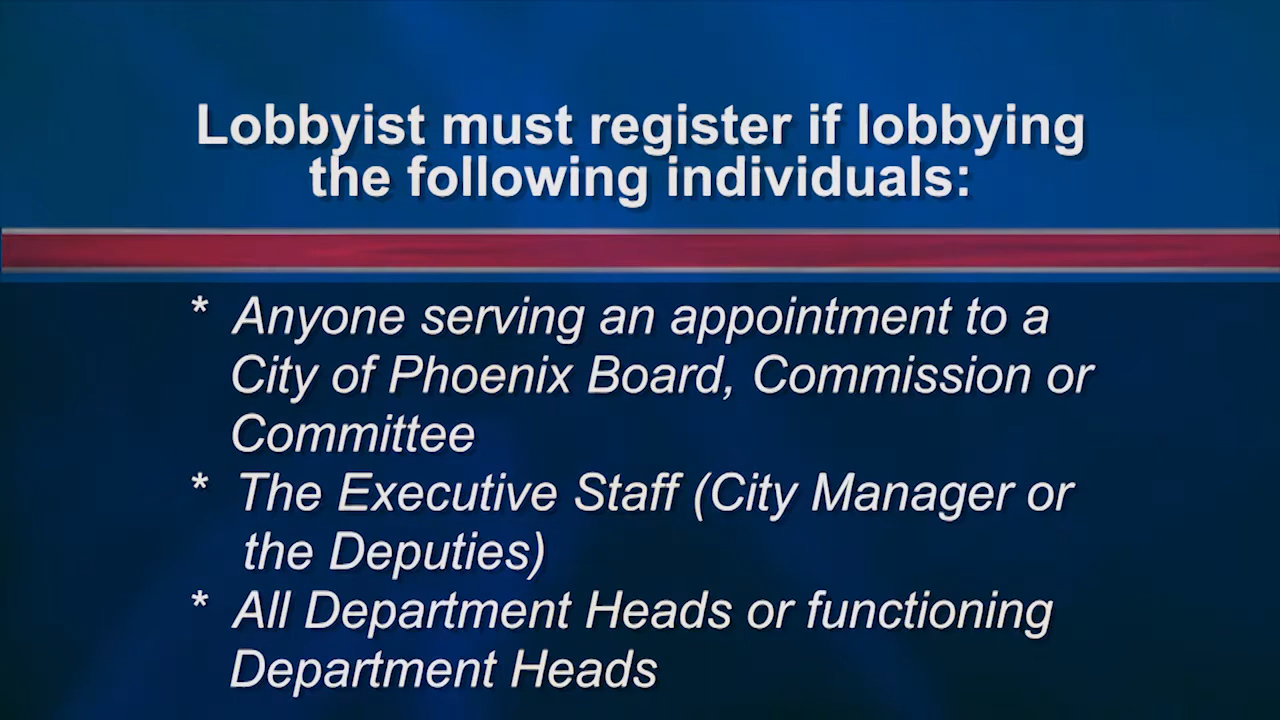 Lobbyist must register if lobbying
the following individuals:
* Anyone serving an appointment to a
City of Phoenix Board, Commission or
Committee
* The Executive Staff (City Manager or
the Deputies)
* All Department Heads or functioning
Department Heads